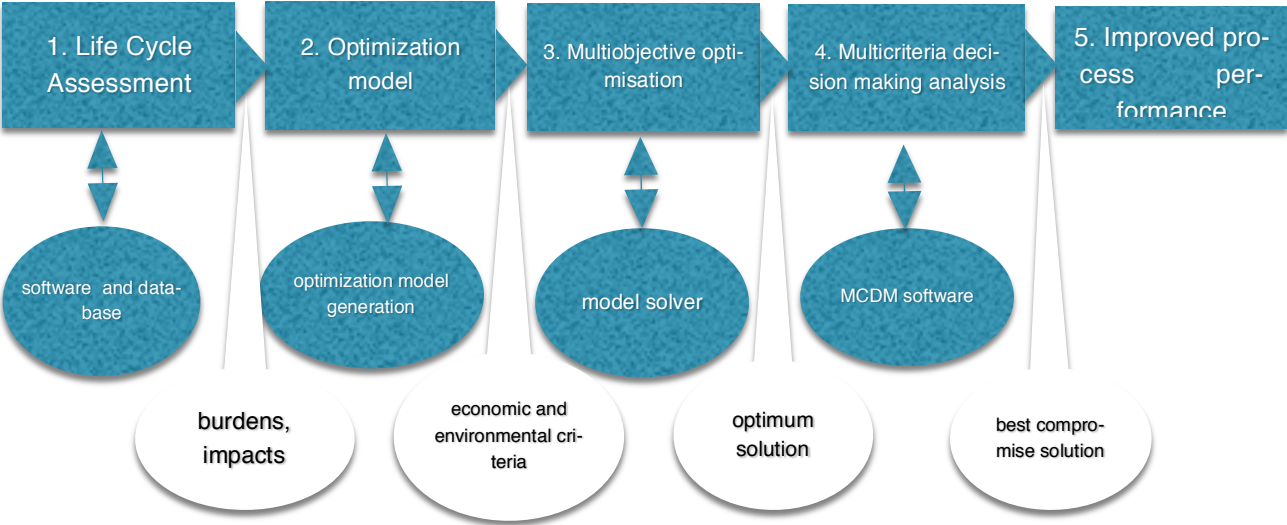 1. Life Cycle
Assessment
2. Optimization
model
3. Multiobjective opti-
misation
4. Multicriteria deci-
sion making analysis
5. Improved pro-
cess per-
formance
software and data-
base
optimization model
generation
model solver
MCDM software
burdens,
impacts
economic and
environmental cri-
teria
optimum
solution
best compro-
mise solution